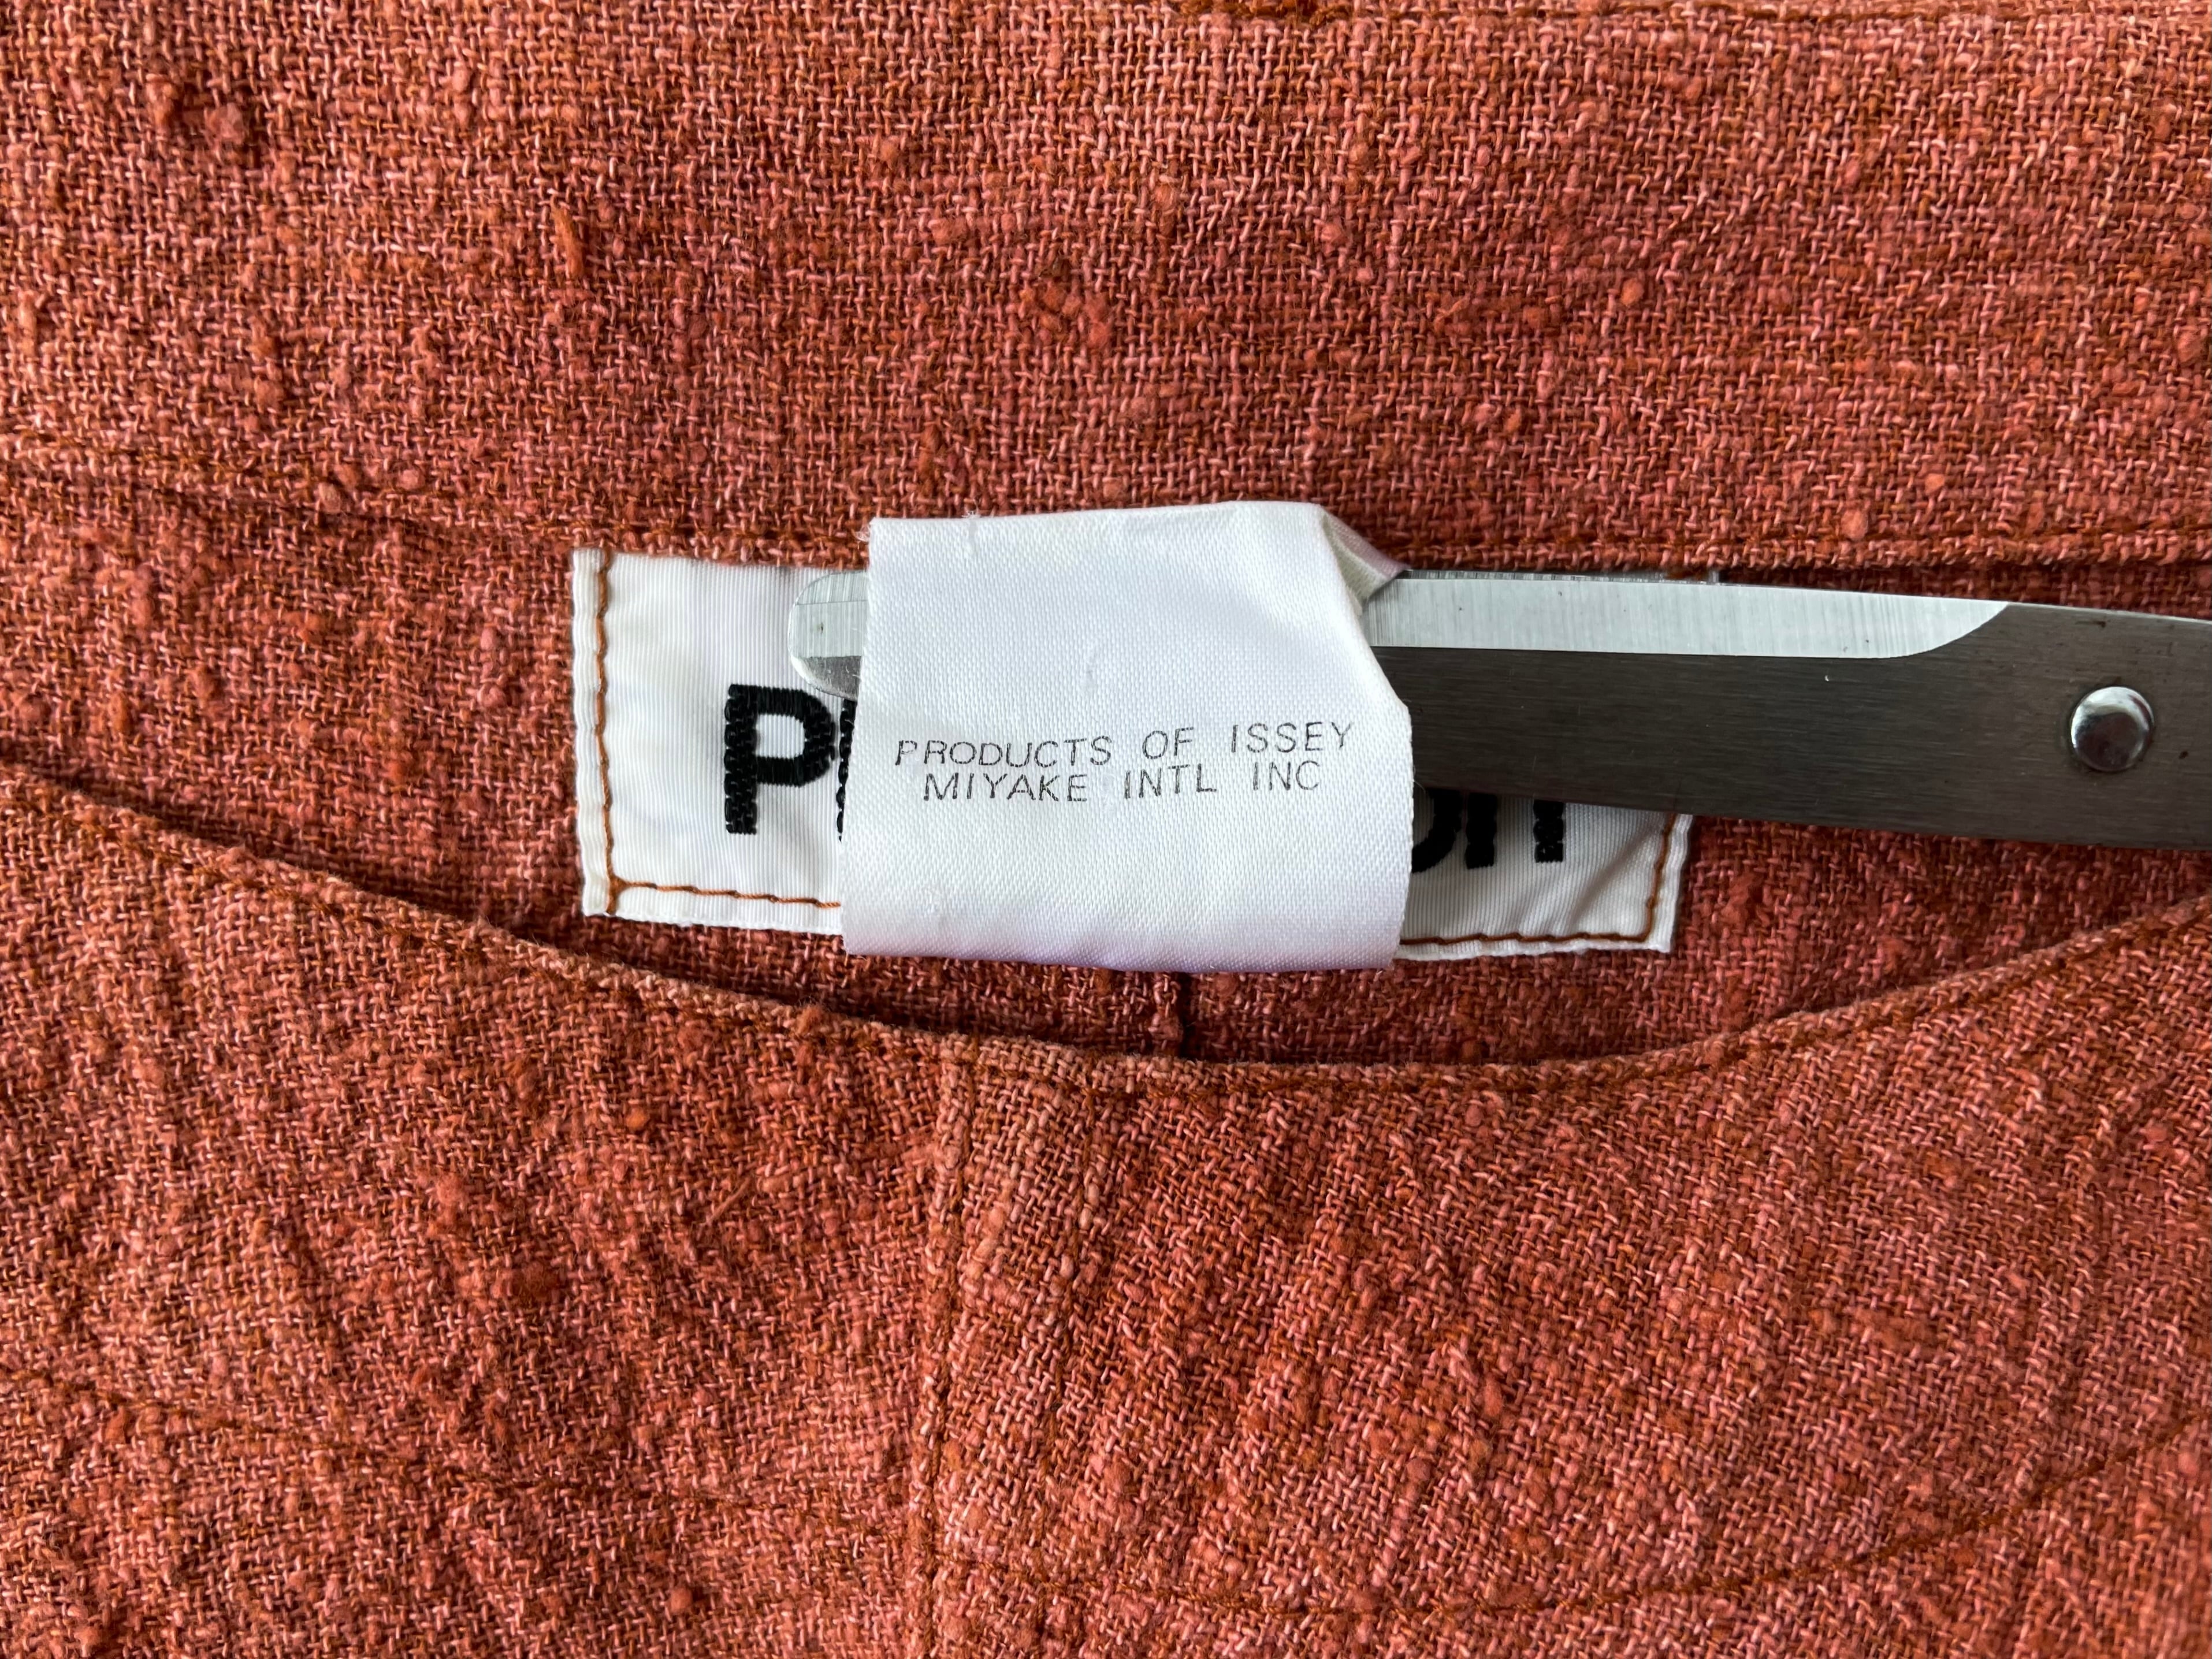 PRODUCTS OF ISSEY
MIYAKE INTL INC